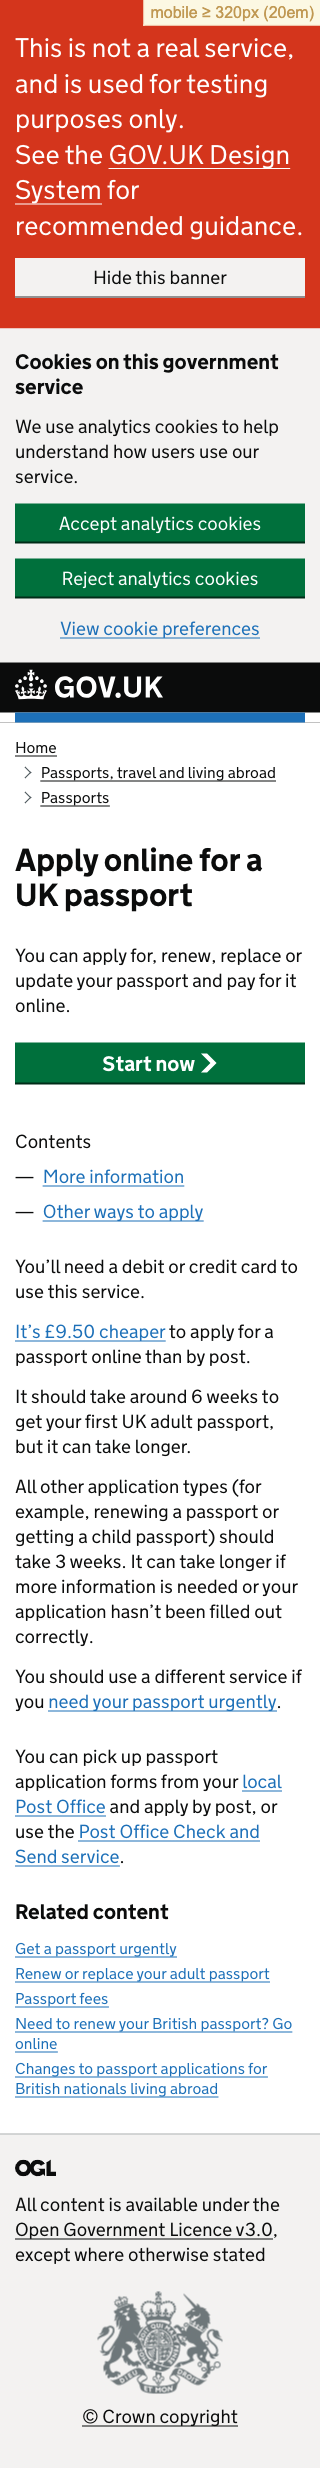 mobile ≥ 320px (20em)
This is not a real service,
and is used for testing
purposes only.
See the GOV.UK Design
System for
recommended guidance.
Hide this banner
Cookies on this government
service
We use analytics cookies to help
understand how users use our
service.
Accept analytics cookies
Reject analytics cookies
View cookie preferences
GOV.UK
Home
Passports, travel and living abroad
Passports
Apply online for a
UK passport
You can apply for, renew, replace or
update your passport and pay for it
online.
Start now
Contents
— More information
— Other ways to apply
You’ll need a debit or credit card to
use this service.
It’s £9.50 cheaper to apply for a
passport online than by post.
It should take around 6 weeks to
get your first UK adult passport,
but it can take longer.
All other application types (for
example, renewing a passport or
getting a child passport) should
take 3 weeks. It can take longer if
more information is needed or your
application hasn’t been filled out
correctly.
You should use a different service if
you need your passport urgently.
You can pick up passport
application forms from your local
Post Office and apply by post, or
use the Post Office Check and
Send service.
Related content
Get a passport urgently
Renew or replace your adult passport
Passport fees
Need to renew your British passport? Go
online
Changes to passport applications for
British nationals living abroad
OGL
All content is available under the
Open Government Licence v3.0,
except where otherwise stated
DIEU ET MON DROIT
© Crown copyright